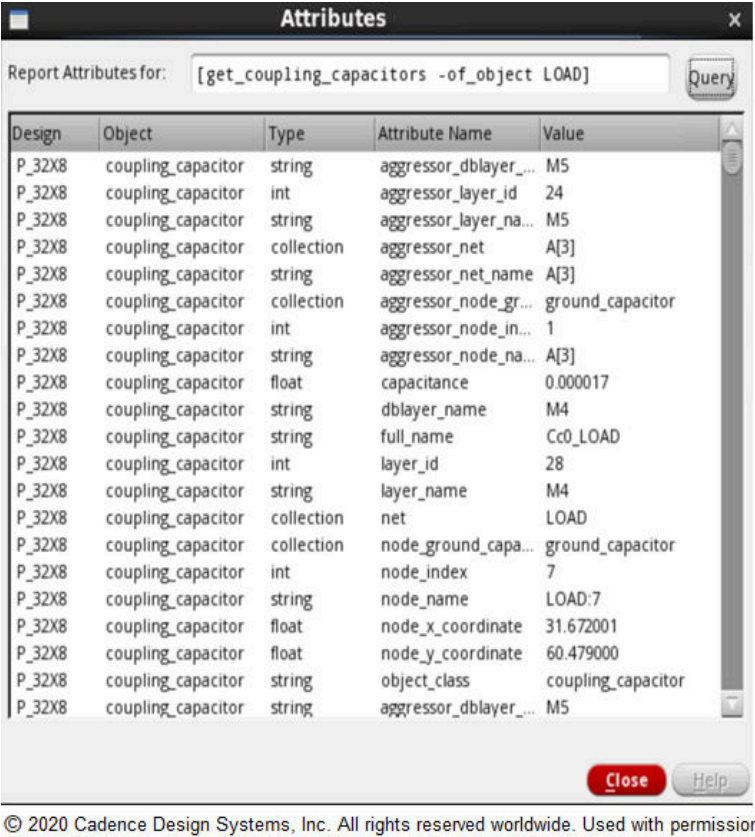 Attributes
Report Attributes for: [get_coupling_capacitors -of_object LOAD] Query
Design Object Type Attribute Name Value
P_32X8 coupling_capacitor string aggressor_dblayer_... M5
P_32X8 coupling_capacitor int aggressor_layer_id 24
P_32X8 coupling_capacitor string aggressor_layer_na... M5
P_32X8 coupling_capacitor collection aggressor_net A[3]
P_32X8 coupling_capacitor string aggressor_net_name A[3]
P_32X8 coupling_capacitor collection aggressor_node_gr... ground_capacitor
P_32X8 coupling_capacitor int aggressor_node_in... 1
P_32X8 coupling_capacitor string aggressor_node_na... A[3]
P_32X8 coupling_capacitor float capacitance 0.000017
P_32X8 coupling_capacitor string dblayer_name M4
P_32X8 coupling_capacitor string full_name Cc0_LOAD
P_32X8 coupling_capacitor int layer_id 28
P_32X8 coupling_capacitor string layer_name M4
P_32X8 coupling_capacitor collection net LOAD
P_32X8 coupling_capacitor collection node_ground_capa... ground_capacitor
P_32X8 coupling_capacitor int node_index 7
P_32X8 coupling_capacitor string node_name LOAD:7
P_32X8 coupling_capacitor float node_x_coordinate 31.672001
P_32X8 coupling_capacitor float node_y_coordinate 60.479000
P_32X8 coupling_capacitor string object_class coupling_capacitor
P_32X8 coupling_capacitor string aggressor_dblayer_... M5
Close Help
© 2020 Cadence Design Systems, Inc. All rights reserved worldwide. Used with permissio